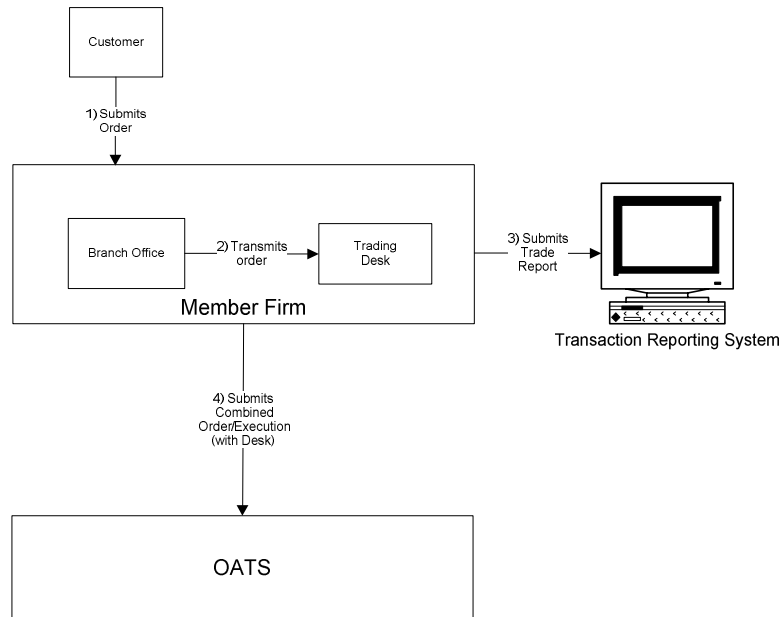 Customer
1) Submits
Order
Branch Office
2) Transmits
order
Trading
Desk
Member Firm
3) Submits
Trade
Report
Transaction Reporting System
4) Submits
Combined
Order/Execution
(with Desk)
OATS